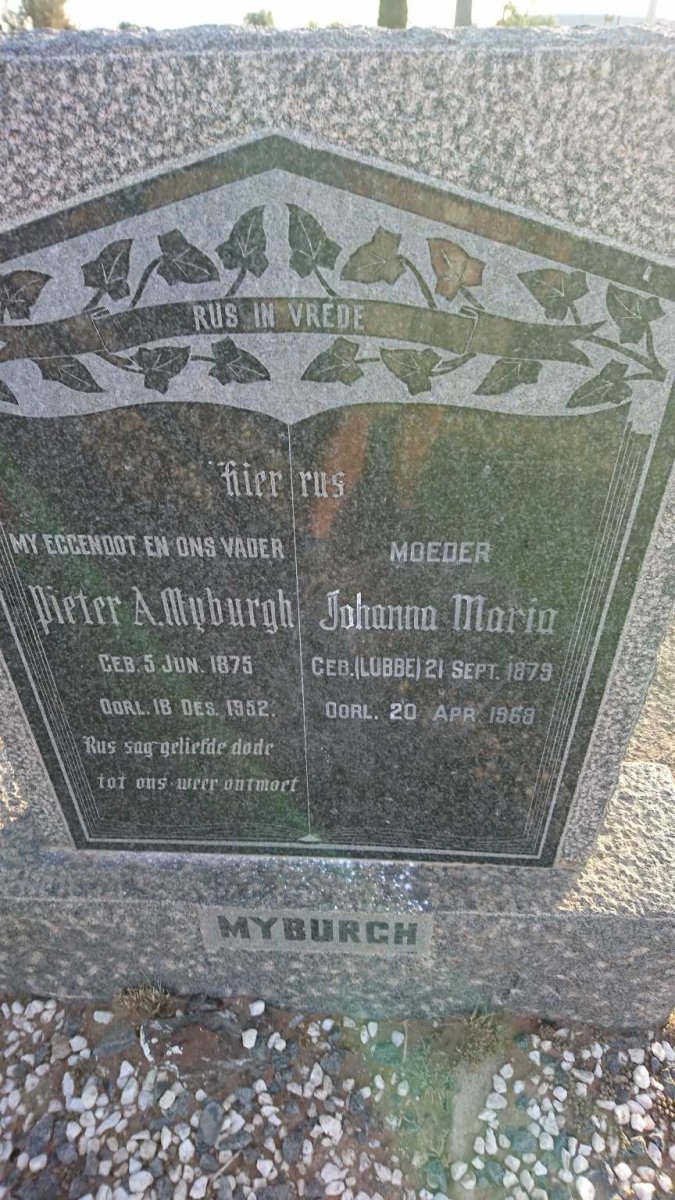 RUS IN VREDE
Hier rus
MY EGGENOOT EN ONS VADER
Pieter A. Myburgh
GEB. 5 JUN. 1875
OORL. 16 DES. 1952.
Rus sag geliefde dode
tot ons weer ontmoet
MOEDER
Johanna Maria
GEB. (LUBBE) 21 SEPT. 1879
OORL. 20 APR 1969
MYBURGH